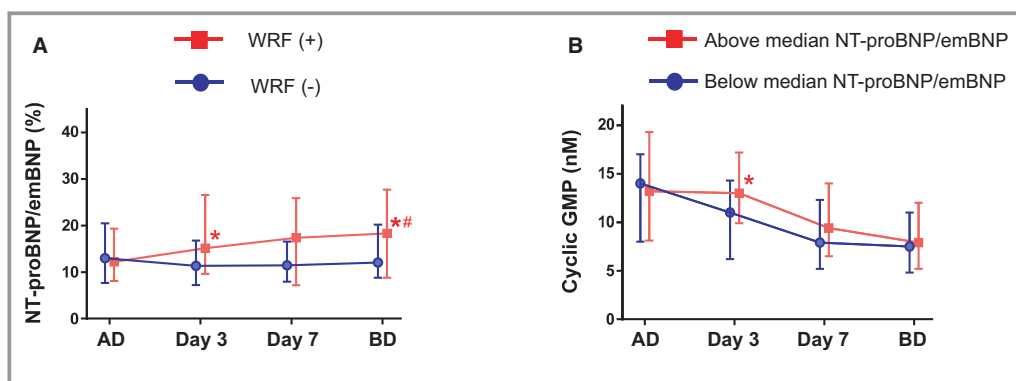 A
WRF (+)
WRF (-)
NT-proBNP/emBNP (%)
40
30
20
10
0
*
*#
AD Day 3 Day 7 BD
B
Above median NT-proBNP/emBNP
Below median NT-proBNP/emBNP
Cyclic GMP (nM)
20
15
10
5
0
*
AD Day 3 Day 7 BD